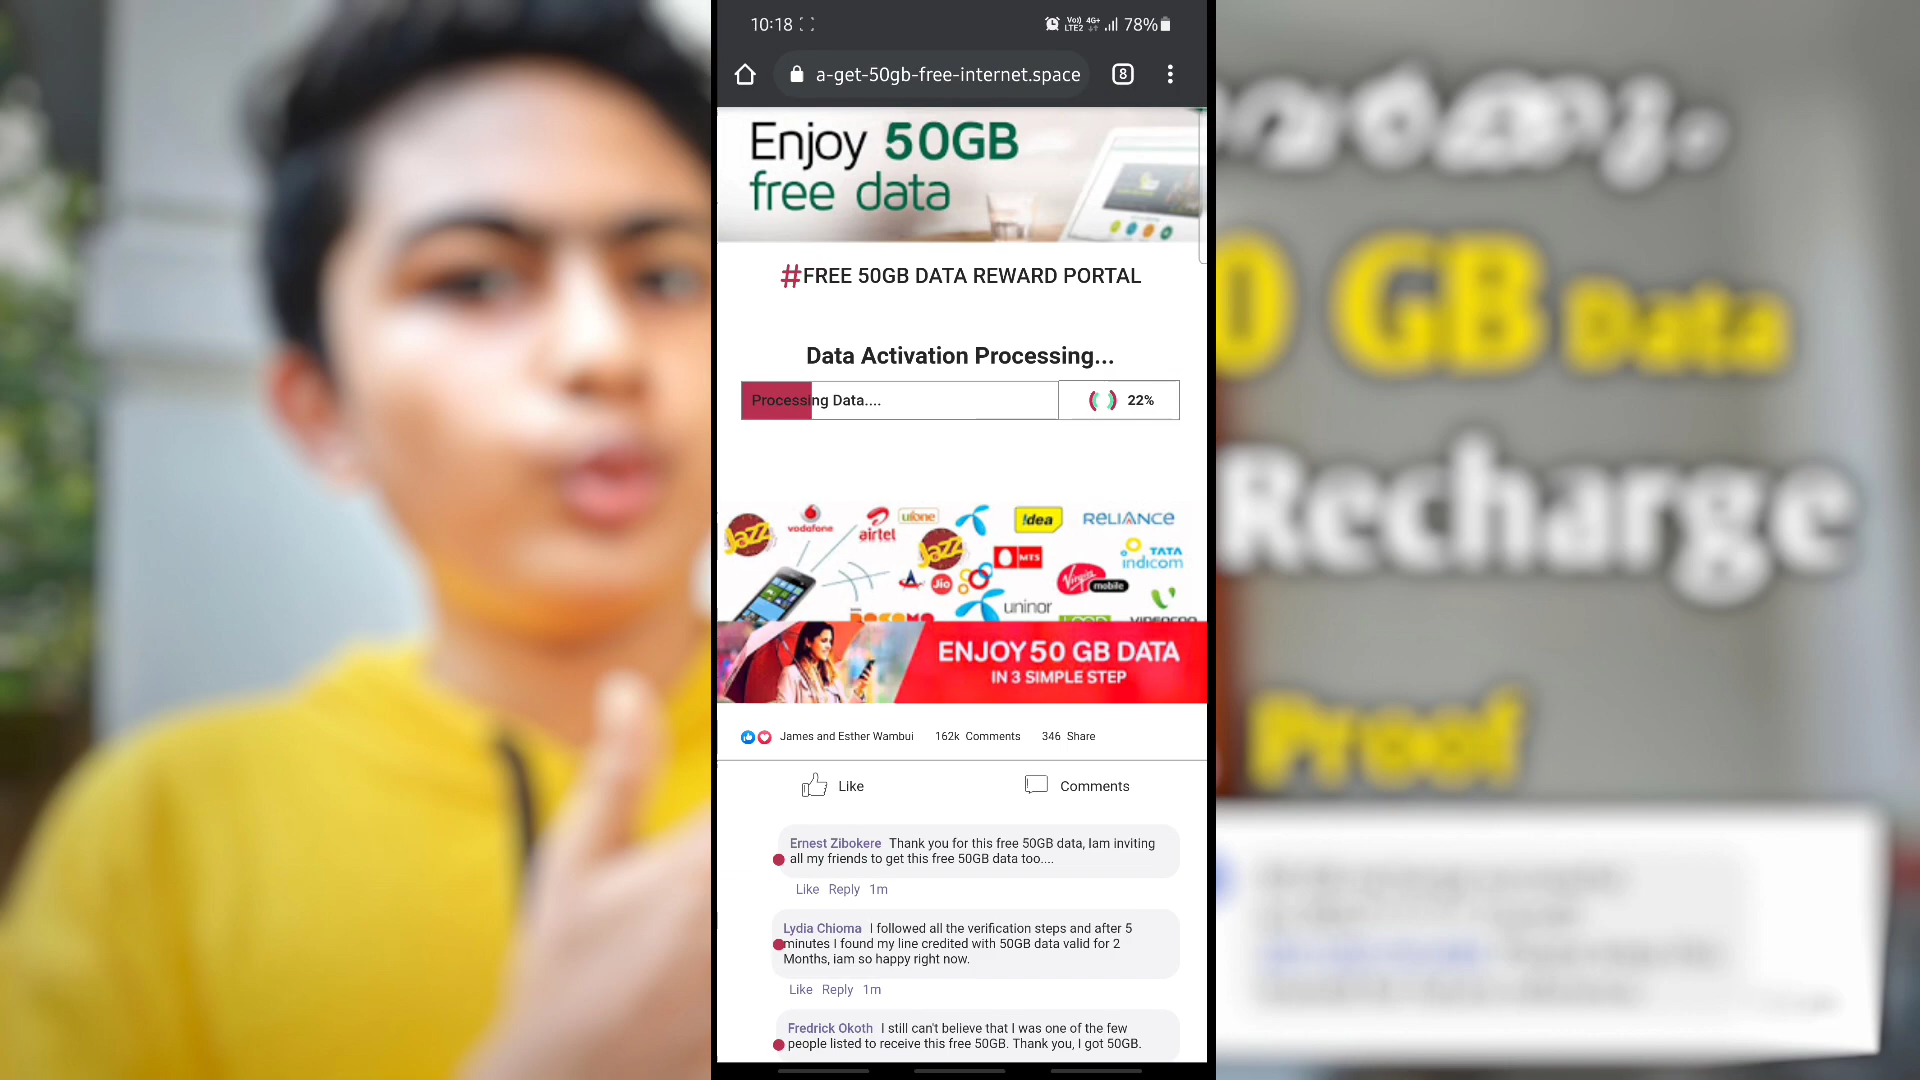 10:18
Vo)) 4G+
LTE2
78%
a-get-50gb-free-internet.space
8
Enjoy 50GB
free data
#FREE 50GB DATA REWARD PORTAL
Data Activation Processing...
Processing Data....
22%
Jazz
vodafone
airtel
ufone
Jazz
!dea
RELIANCE
MTS
TATA
indicom
Jio
Virgin
mobile
uninor
ENJOY 50 GB DATA
IN 3 SIMPLE STEP
James and Esther Wambui 162k Comments 346 Share
Like
Comments
Ernest Zibokere Thank you for this free 50GB data, Iam inviting
all my friends to get this free 50GB data too....
Like Reply 1m
Lydia Chioma I followed all the verification steps and after 5
minutes I found my line credited with 50GB data valid for 2
Months, iam so happy right now.
Like Reply 1m
Fredrick Okoth I still can't believe that I was one of the few
people listed to receive this free 50GB. Thank you, I got 50GB.
0 GB Data
Recharge
Proof